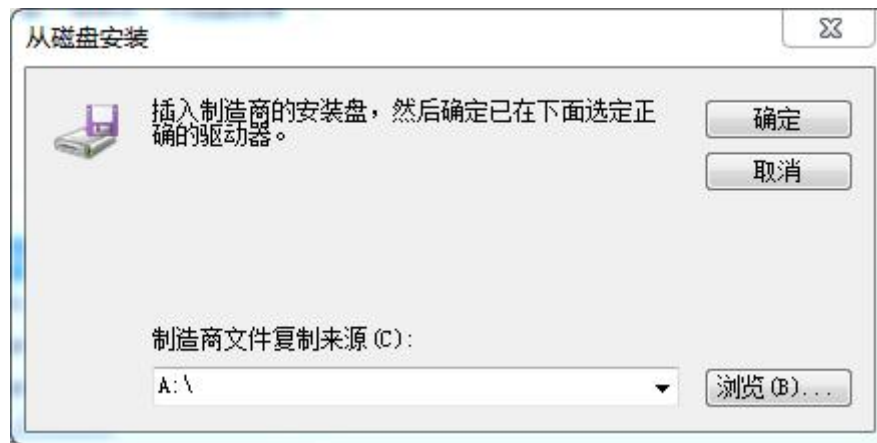 从磁盘安装
插入制造商的安装盘，然后确定已在下面选定正
确的驱动器。
确定
取消
制造商文件复制来源(C):
A:\
浏览(B)...